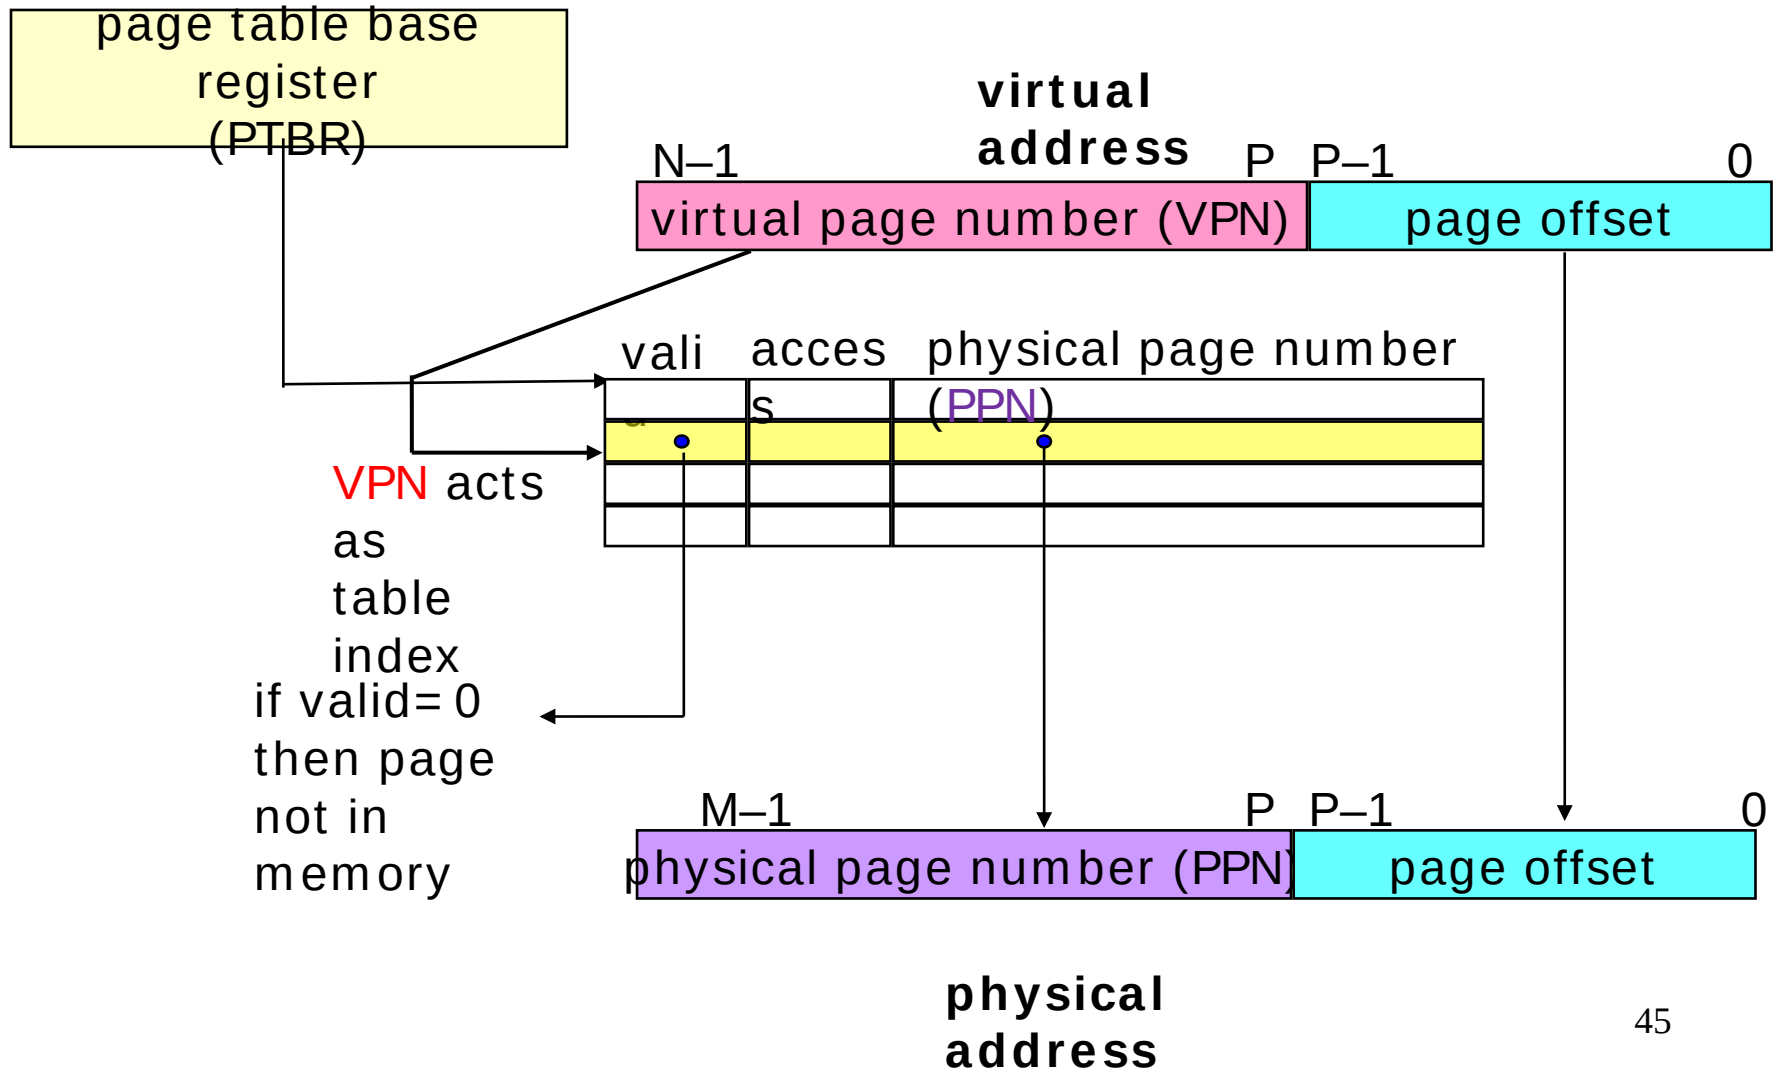 page table base
register
(PTBR)
virtual
address
N–1 P P–1 0
virtual page number (VPN) page offset
vali
d
acces
s
physical page number
(PPN)
VPN acts
as
table
index
if valid=0
then page
not in
memory
M–1 P P–1 0
physical page number (PPN) page offset
physical
address
45